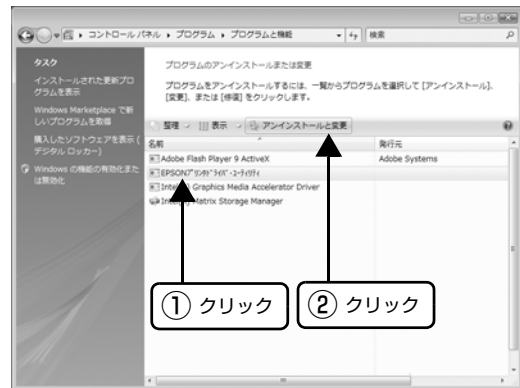 コントロール パネル ▸ プログラム ▸ プログラムと機能
検索
タスク
インストールされた更新プロ
グラムを表示
Windows Marketplace で新
しいプログラムを取得
購入したソフトウェアを表示 (
デジタル ロッカー)
Windows の機能の有効化また
は無効化
プログラムのアンインストールまたは変更
プログラムをアンインストールするには、一覧からプログラムを選択して [アンインストール]、
[変更]、または [修復] をクリックします。
整理 表示 アンインストールと変更
名前 発行元
Adobe Flash Player 9 ActiveX Adobe Systems
EPSONプリンタドライバ・ユーティリティ
Graphics Media Accelerator Driver
Matrix Storage Manager
① クリック
② クリック